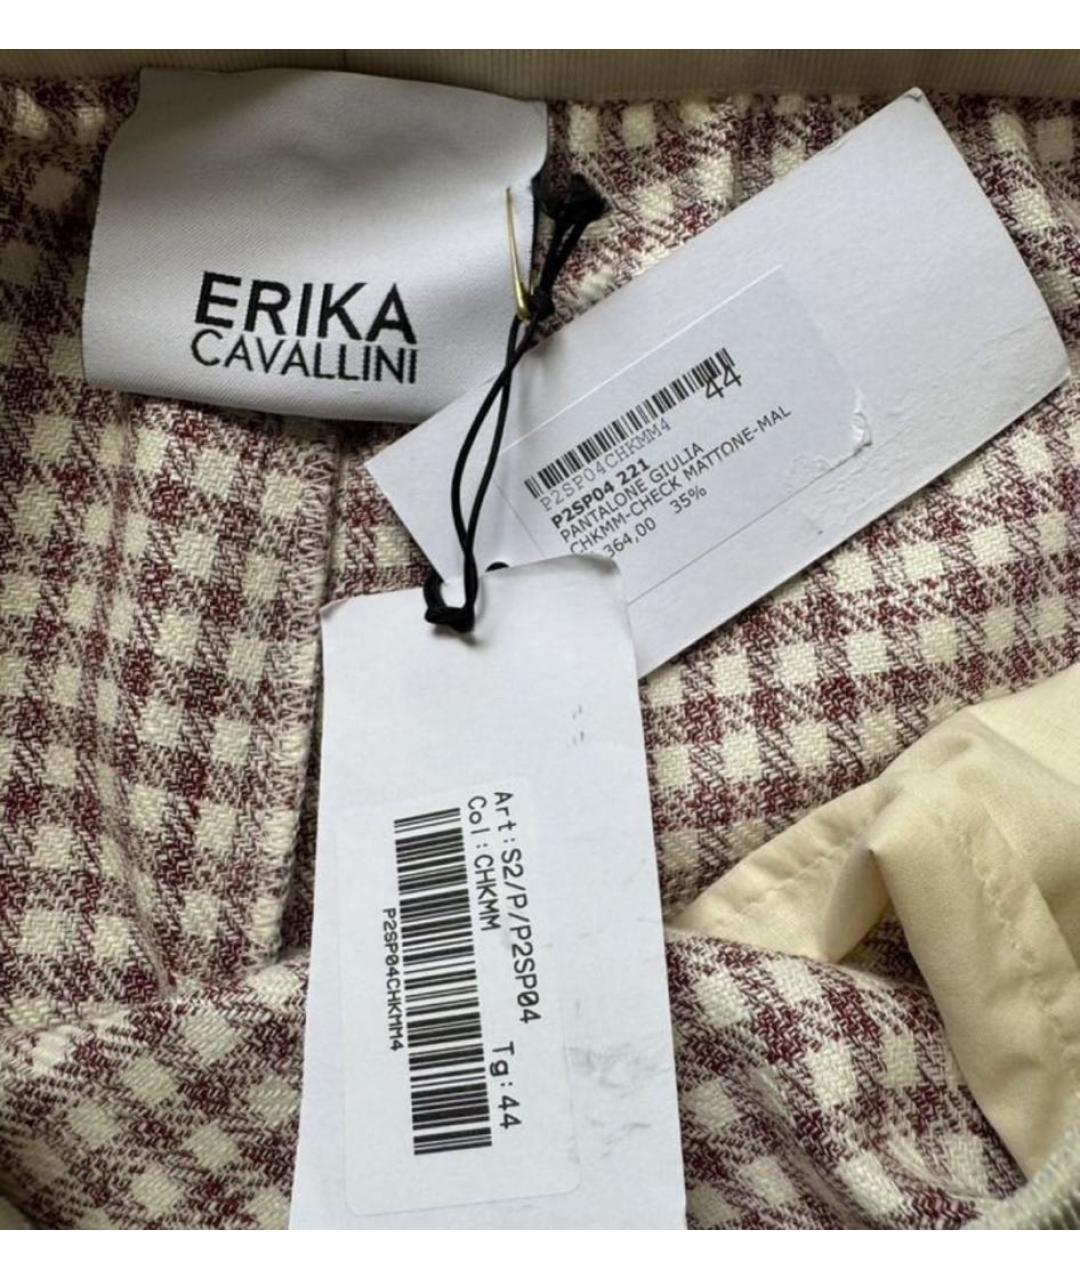 ERIKA
CAVALLINI
44
P2SP04CHKMM4
P2SP04 221
PANTALONE GIULIA
CHKMM-CHECK MATTONE-MAL
364,00 35%
Art:S2/P/P2SP04
Col:CHKMM Tg:44
P2SP04CHKMM4